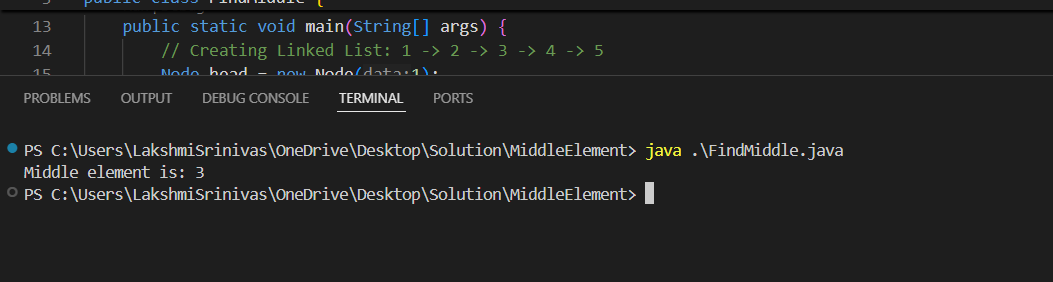 public class FindMiddle {
13 public static void main(String[] args) {
14 // Creating Linked List: 1 -> 2 -> 3 -> 4 -> 5
15 Node head = new Node(data:1);
PROBLEMS OUTPUT DEBUG CONSOLE TERMINAL PORTS
PS C:\Users\LakshmiSrinivas\OneDrive\Desktop\Solution\MiddleElement> java .\FindMiddle.java
Middle element is: 3
PS C:\Users\LakshmiSrinivas\OneDrive\Desktop\Solution\MiddleElement>